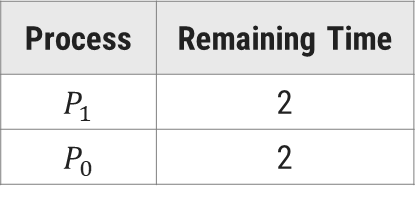 Process Remaining Time
P₁ 2
P₀ 2